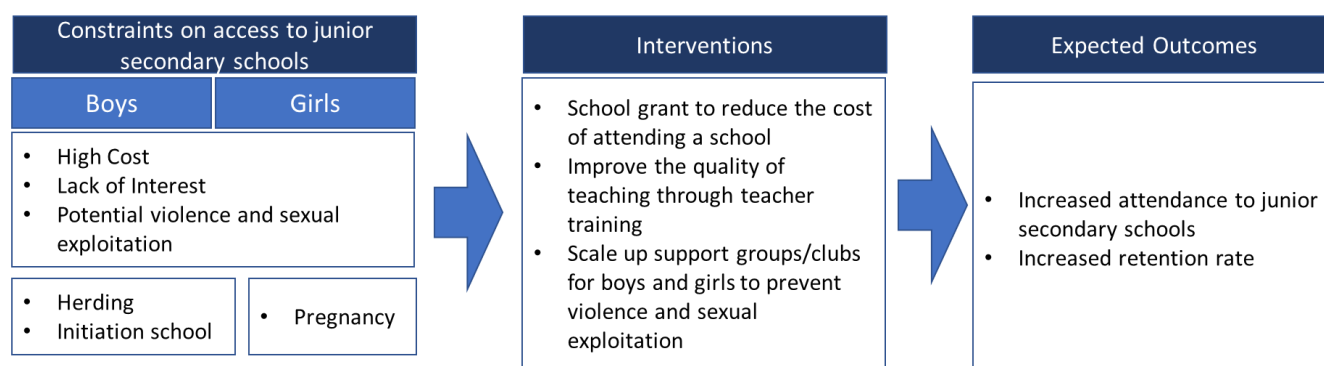 Constraints on access to junior
secondary schools
Boys
Girls
• High Cost
• Lack of Interest
• Potential violence and sexual
exploitation
• Herding
• Initiation school
• Pregnancy
Interventions
• School grant to reduce the cost
of attending a school
• Improve the quality of
teaching through teacher
training
• Scale up support groups/clubs
for boys and girls to prevent
violence and sexual
exploitation
Expected Outcomes
• Increased attendance to junior
secondary schools
• Increased retention rate